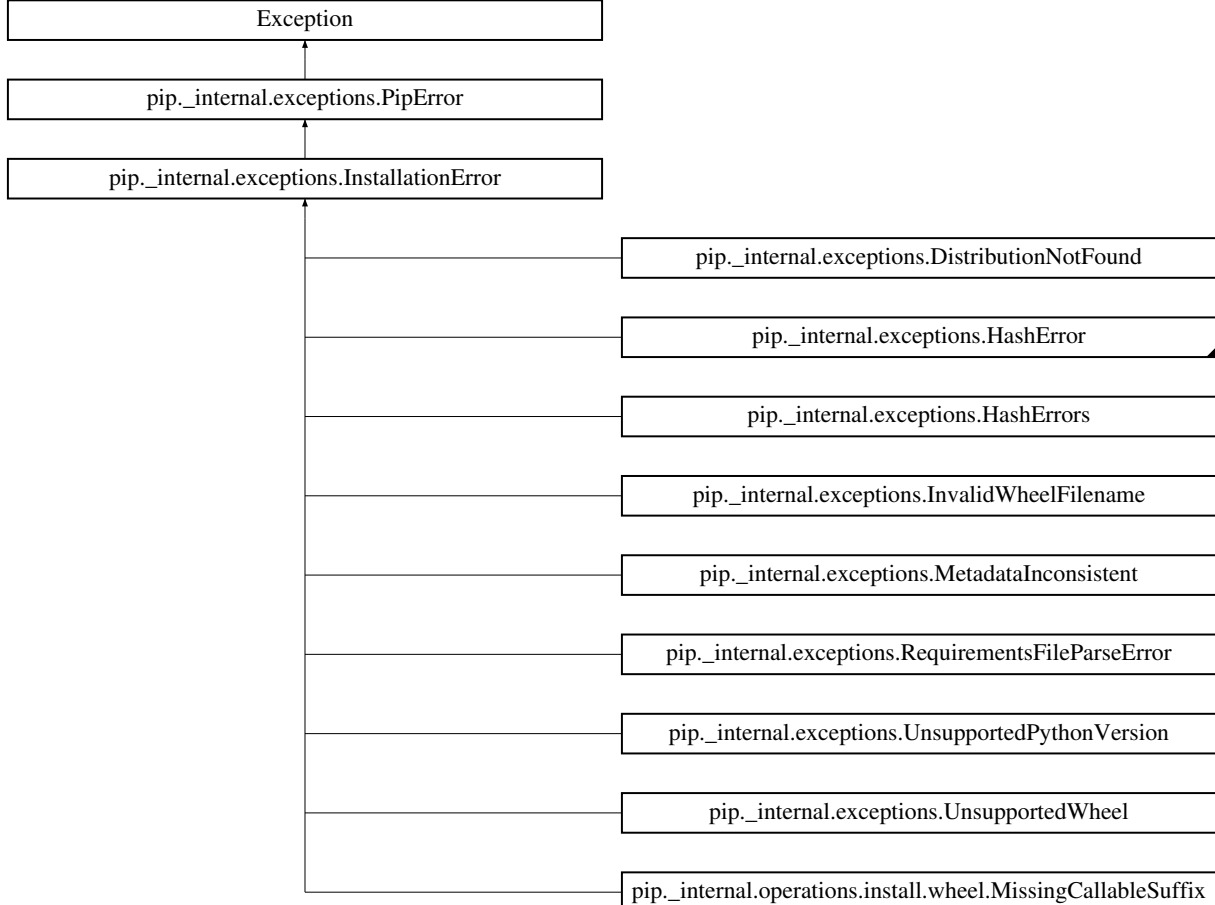 Exception
pip._internal.exceptions.PipError
pip._internal.exceptions.InstallationError
pip._internal.exceptions.DistributionNotFound
pip._internal.exceptions.HashError
pip._internal.exceptions.HashErrors
pip._internal.exceptions.InvalidWheelFilename
pip._internal.exceptions.MetadataInconsistent
pip._internal.exceptions.RequirementsFileParseError
pip._internal.exceptions.UnsupportedPythonVersion
pip._internal.exceptions.UnsupportedWheel
pip._internal.operations.install.wheel.MissingCallableSuffix